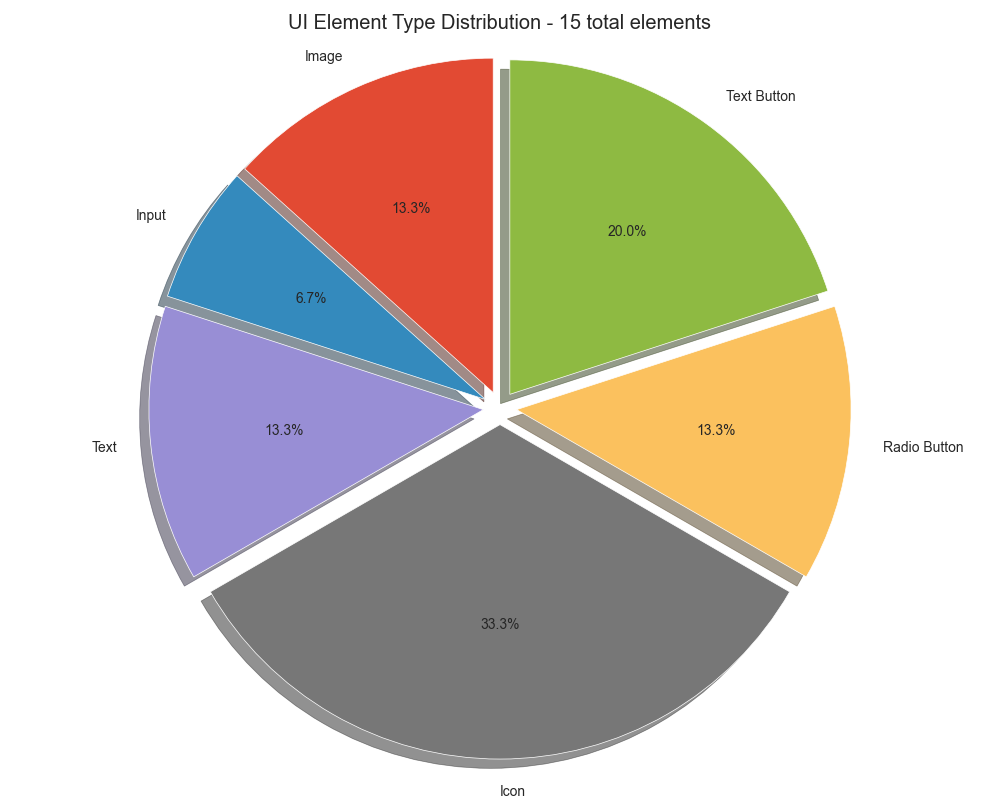 UI Element Type Distribution - 15 total elements
Image
Text Button
13.3%
20.0%
Input
6.7%
Text
13.3%
13.3%
Radio Button
33.3%
Icon